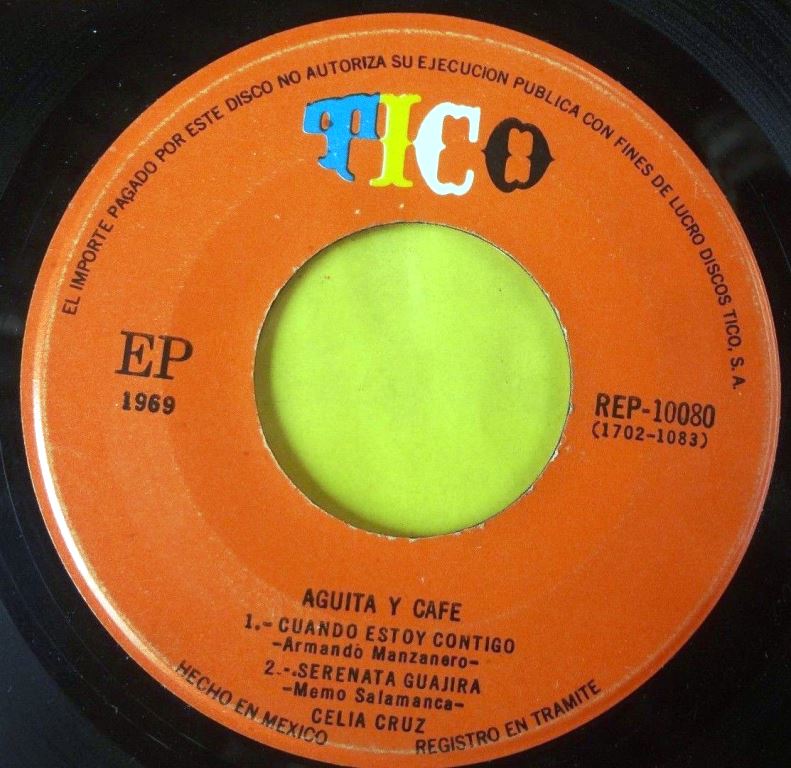 EL IMPORTE PAGADO POR ESTE DISCO NO AUTORIZA SU EJECUCION PUBLICA CON FINES DE LUCRO DISCOS TICO, S. A.
TICO
EP
1969
REP-10080
(1702-1083)
AGUITA Y CAFE
1.- CUANDO ESTOY CONTIGO
-Armando Manzanero-
2.-.SERENATA GUAJIRA
-Memo Salamanca-
CELIA CRUZ
HECHO EN MEXICO
REGISTRO EN TRAMITE